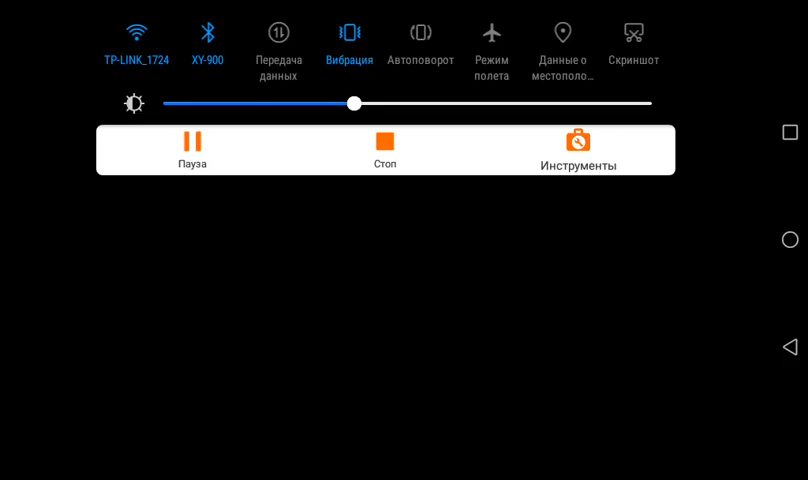 TP-LINK_1724
XY-900
Передача
данных
Вибрация
Автоповорот
Режим
полета
Данные о
местополо...
Скриншот
Пауза
Стоп
Инструменты